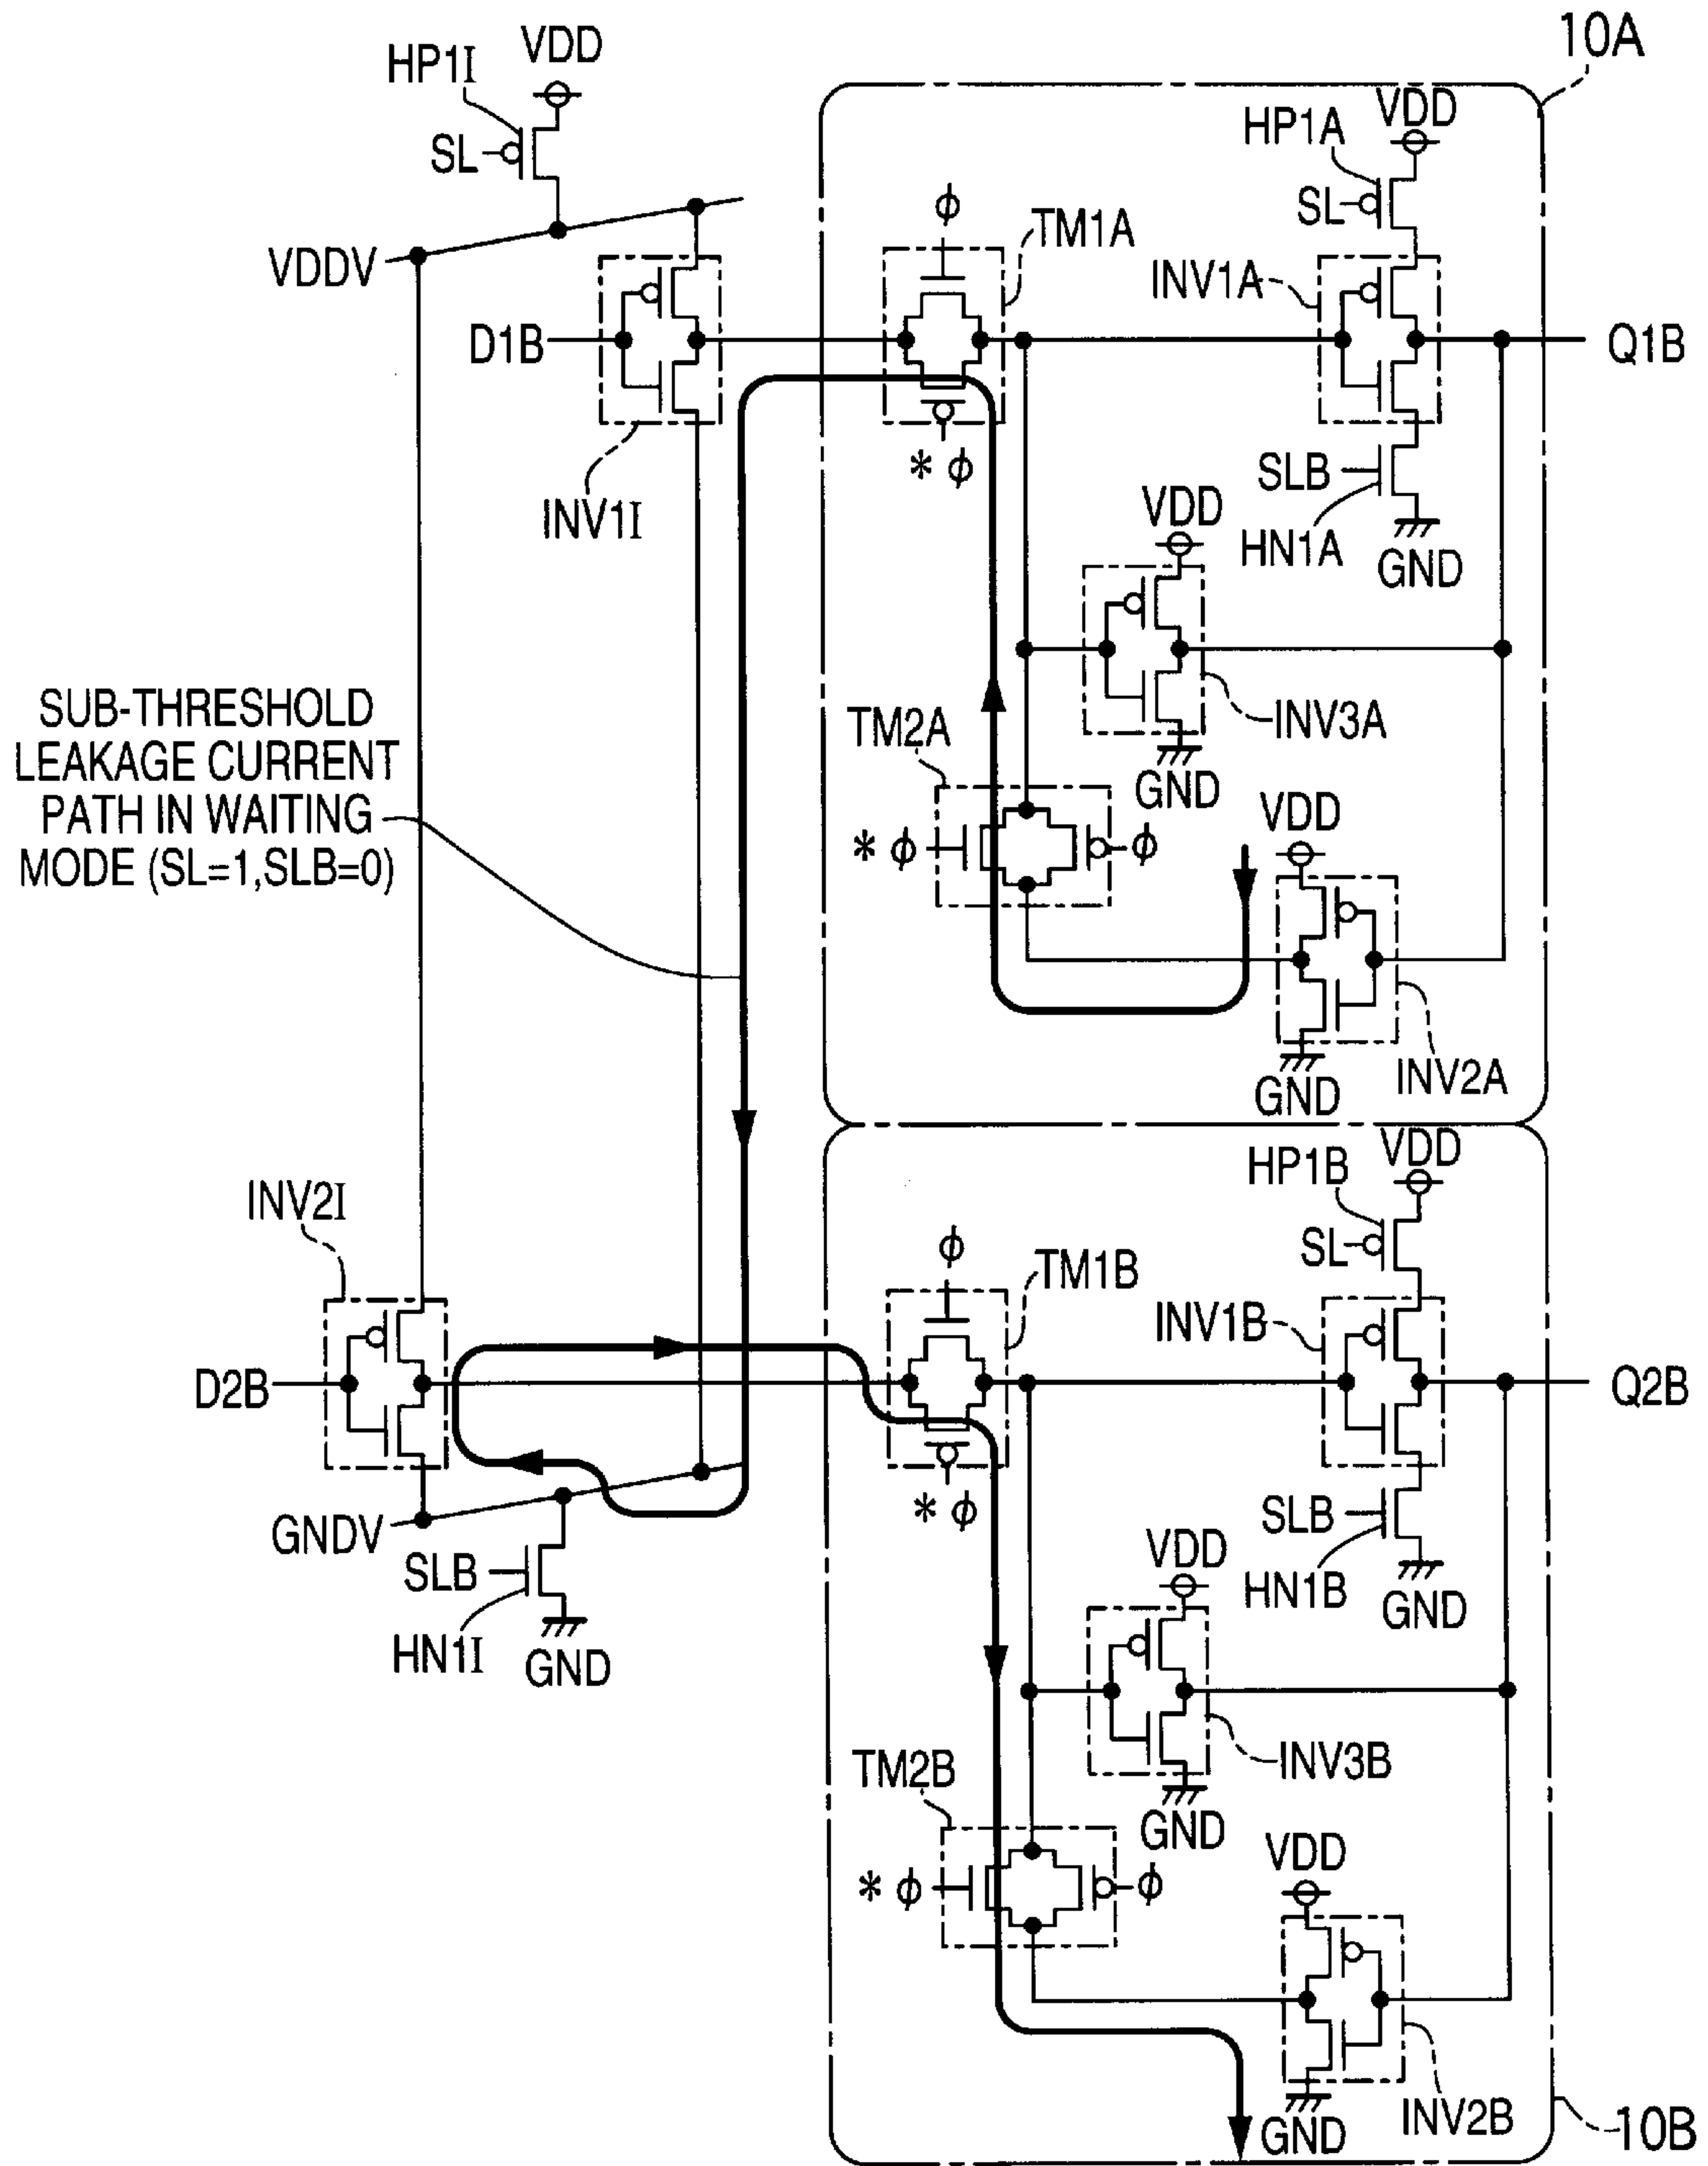 10A
HP1I
VDD
SL
VDDV
D1B
INV1I
ϕ
TM1A
* ϕ
HP1A
VDD
SL
INV1A
Q1B
SLB
HN1A
GND
VDD
INV3A
GND
SUB-THRESHOLD
LEAKAGE CURRENT
PATH IN WAITING
MODE (SL=1,SLB=0)
TM2A
* ϕ
ϕ
VDD
INV2A
GND
HP1B
VDD
SL
INV2I
ϕ
TM1B
INV1B
D2B
Q2B
* ϕ
GNDV
SLB
HN1I
GND
SLB
HN1B
GND
VDD
INV3B
GND
TM2B
* ϕ
ϕ
VDD
INV2B
GND
10B